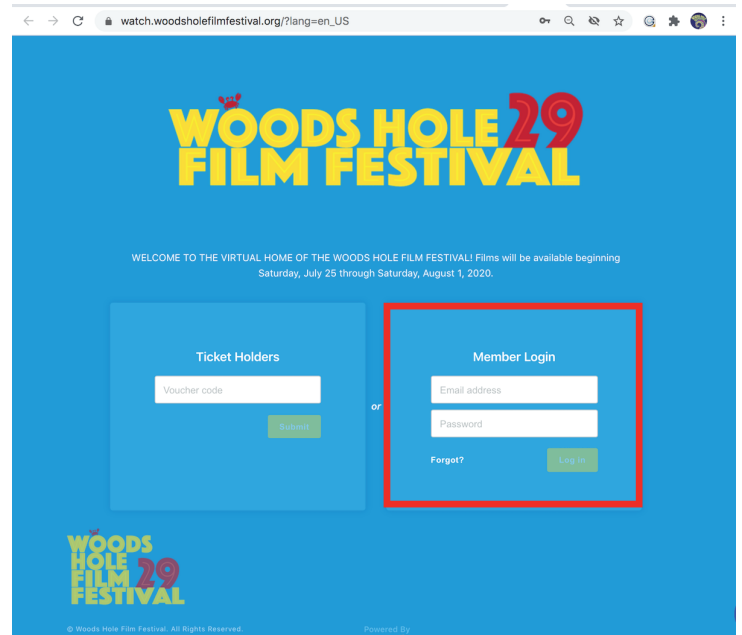 watch.woodsholefilmfestival.org/?lang=en_US
WOODS HOLE 29
FILM FESTIVAL
WELCOME TO THE VIRTUAL HOME OF THE WOODS HOLE FILM FESTIVAL! Films will be available beginning
Saturday, July 25 through Saturday, August 1, 2020.
Ticket Holders
Voucher code
Submit
or
Member Login
Email address
Password
Forgot?
Log in
WOODS
HOLE
FILM 29
FESTIVAL
© Woods Hole Film Festival. All Rights Reserved.
Powered By